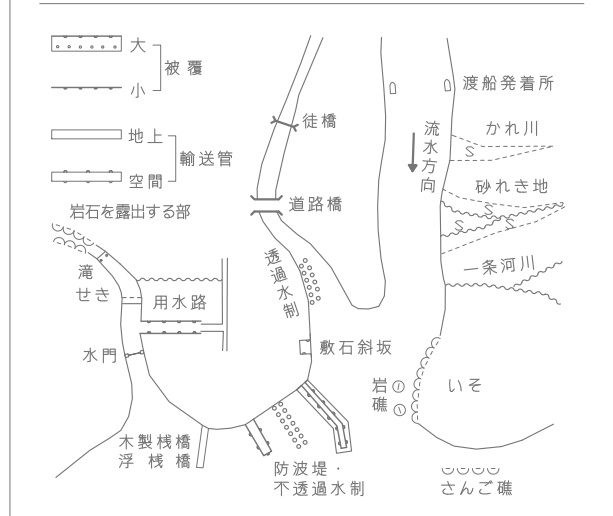 大
被覆
小
地上
輸送管
空間
岩石を露出する部
滝
せき
用水路
水門
木製桟橋
浮桟橋
徒橋
道路橋
透過水制
敷石斜坂
防波堤・
不透過水制
流水方向
渡船発着所
かれ川
S
砂れき地
S
S
一条河川
岩礁
いそ
さんご礁